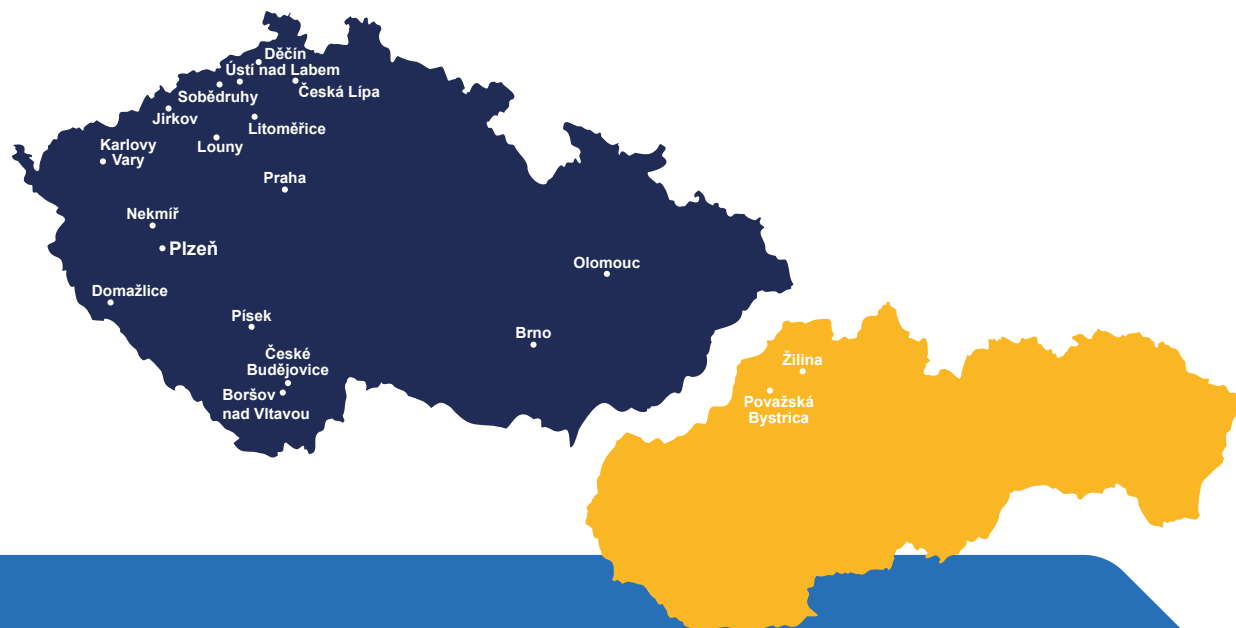 Děčín
Ústí nad Labem
Česká Lípa
Sobědruhy
Jirkov
Litoměřice
Louny
Karlovy
Vary
Praha
Nekmíř
Plzeň
Olomouc
Domažlice
Písek
Brno
České
Budějovice
Boršov
nad Vltavou
Žilina
Považská
Bystrica